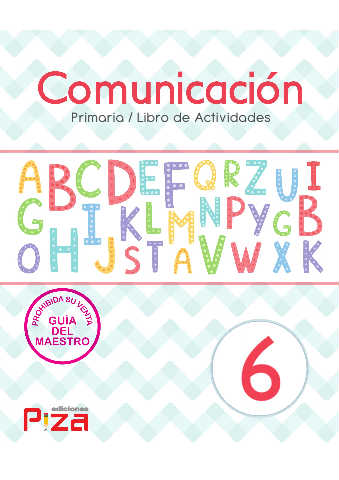 Comunicación
Primaria / Libro de Actividades
ABCDEFQRZUI
GIKLMNPYGB
OHJSTAVWXK
PROHIBIDA SU VENTA
GUÍA
DEL
MAESTRO
6
ediciones
Piza